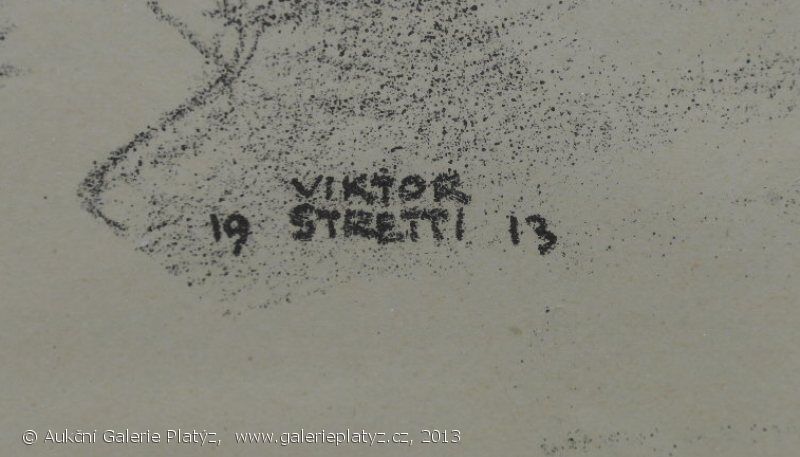 VIKTOR
19 STRETTI 13
© Aukční Galerie Platýz, www.galerieplatyz.cz, 2013